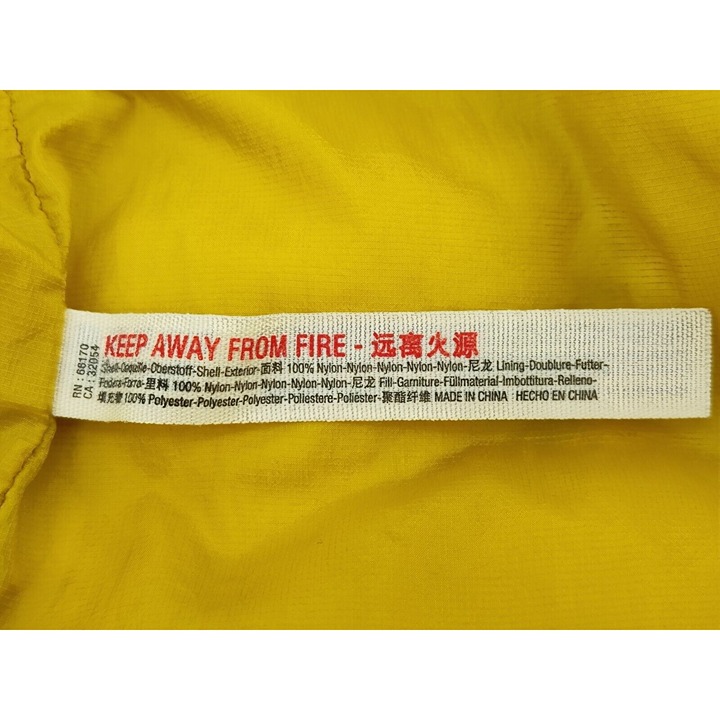 RN : 68170
CA : 32054
KEEP AWAY FROM FIRE - 远离火源
Shell-Coquille-Oberstoff-Shell-Exterior-面料 100% Nylon-Nylon-Nylon-Nylon-Nylon-尼龙 Lining-Doublure-Futter-
Fodera-Forro-里料 100% Nylon-Nylon-Nylon-Nylon-Nylon-尼龙 Fill-Garniture-Füllmaterial-Imbottitura-Relleno-
填充物 100% Polyester-Polyester-Polyester-Poliestere-Poliéster-聚酯纤维 MADE IN CHINA HECHO EN CHINA